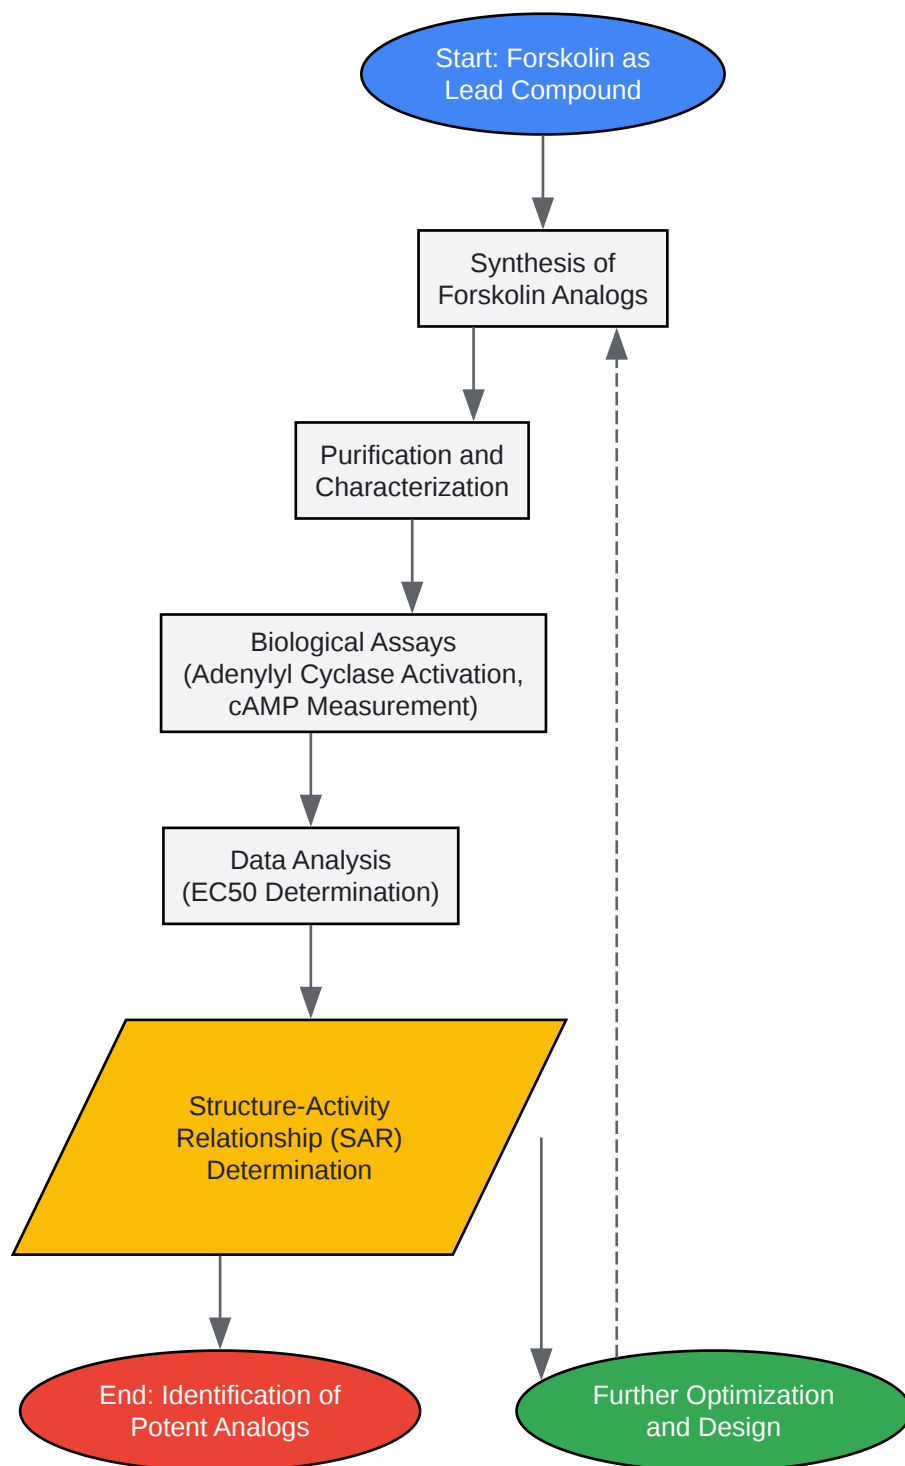 Start: Forskolin as
Lead Compound
Synthesis of
Forskolin Analogs
Purification and
Characterization
Biological Assays
(Adenylyl Cyclase Activation,
cAMP Measurement)
Data Analysis
(EC50 Determination)
Structure-Activity
Relationship (SAR)
Determination
End: Identification of
Potent Analogs
Further Optimization
and Design